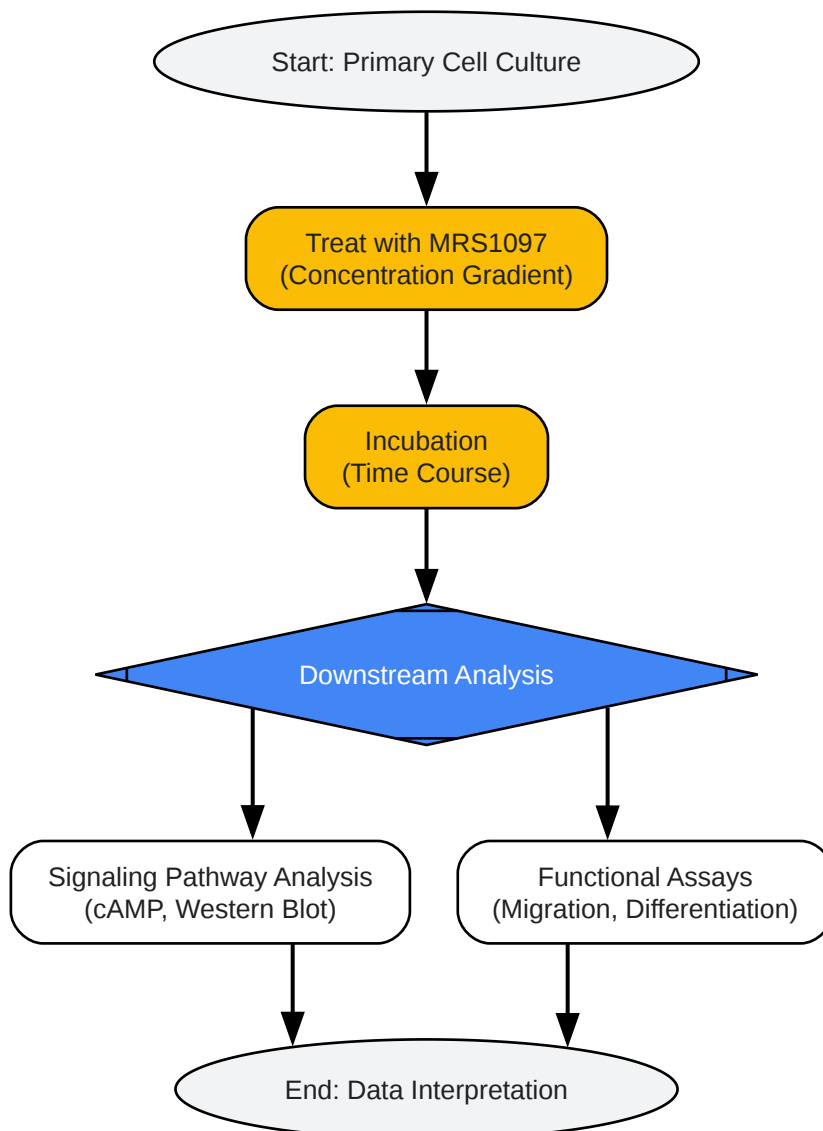 Start: Primary Cell Culture
Treat with MRS1097
(Concentration Gradient)
Incubation
(Time Course)
Downstream Analysis
Signaling Pathway Analysis
(cAMP, Western Blot)
Functional Assays
(Migration, Differentiation)
End: Data Interpretation